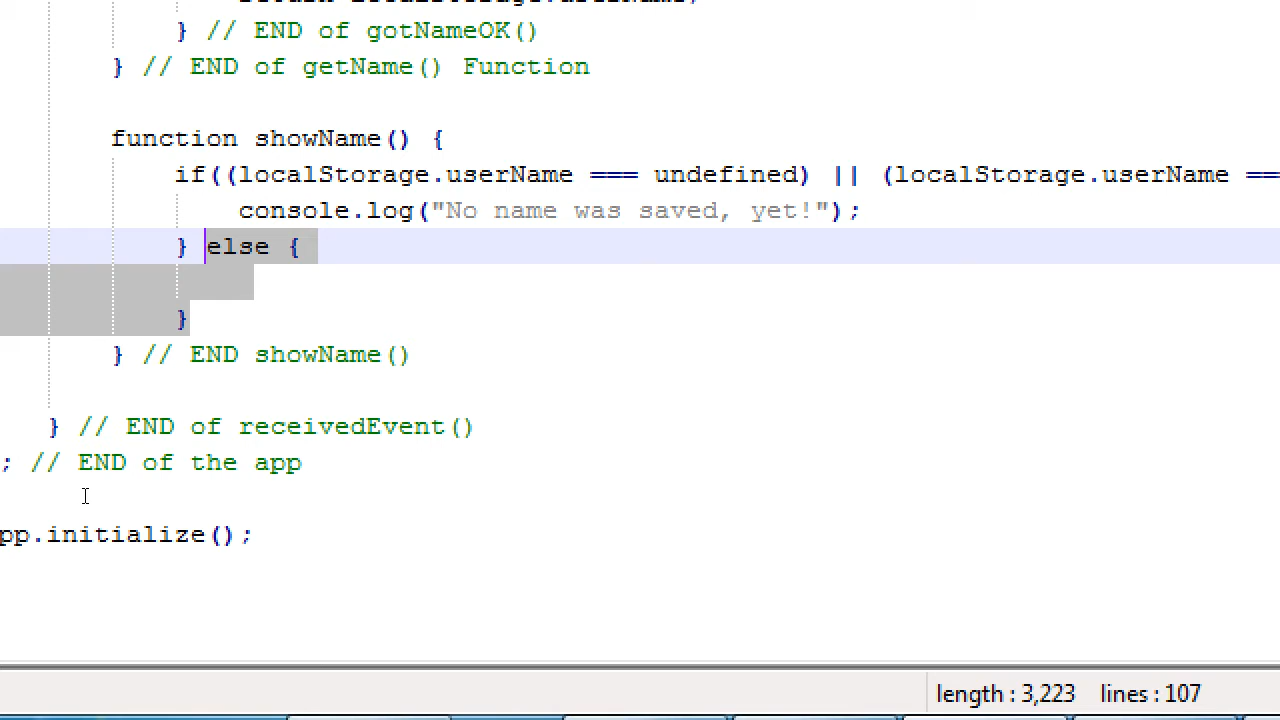 } // END of gotNameOK()
} // END of getName() Function
function showName() {
if((localStorage.userName === undefined) || (localStorage.userName ==
console.log("No name was saved, yet!");
} else {
}
} // END showName()
} // END of receivedEvent()
; // END of the app
pp.initialize();
length : 3,223 lines : 107